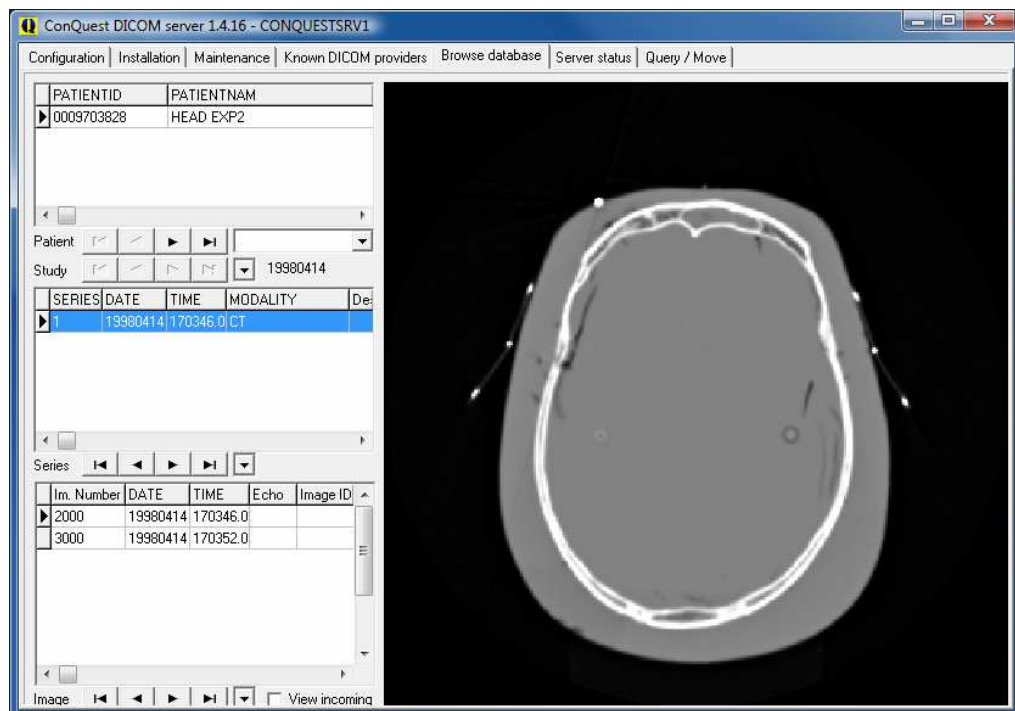 ConQuest DICOM server 1.4.16 - CONQUESTSRV1
Configuration Installation Maintenance Known DICOM providers Browse database Server status Query / Move
PATIENTID PATIENTNAM
0009703828 HEAD EXP2
Patient
Study 19980414
SERIES DATE TIME MODALITY De:
1 19980414 170346.0 CT
Series
Im. Number DATE TIME Echo Image ID
2000 19980414 170346.0
3000 19980414 170352.0
Image View incoming